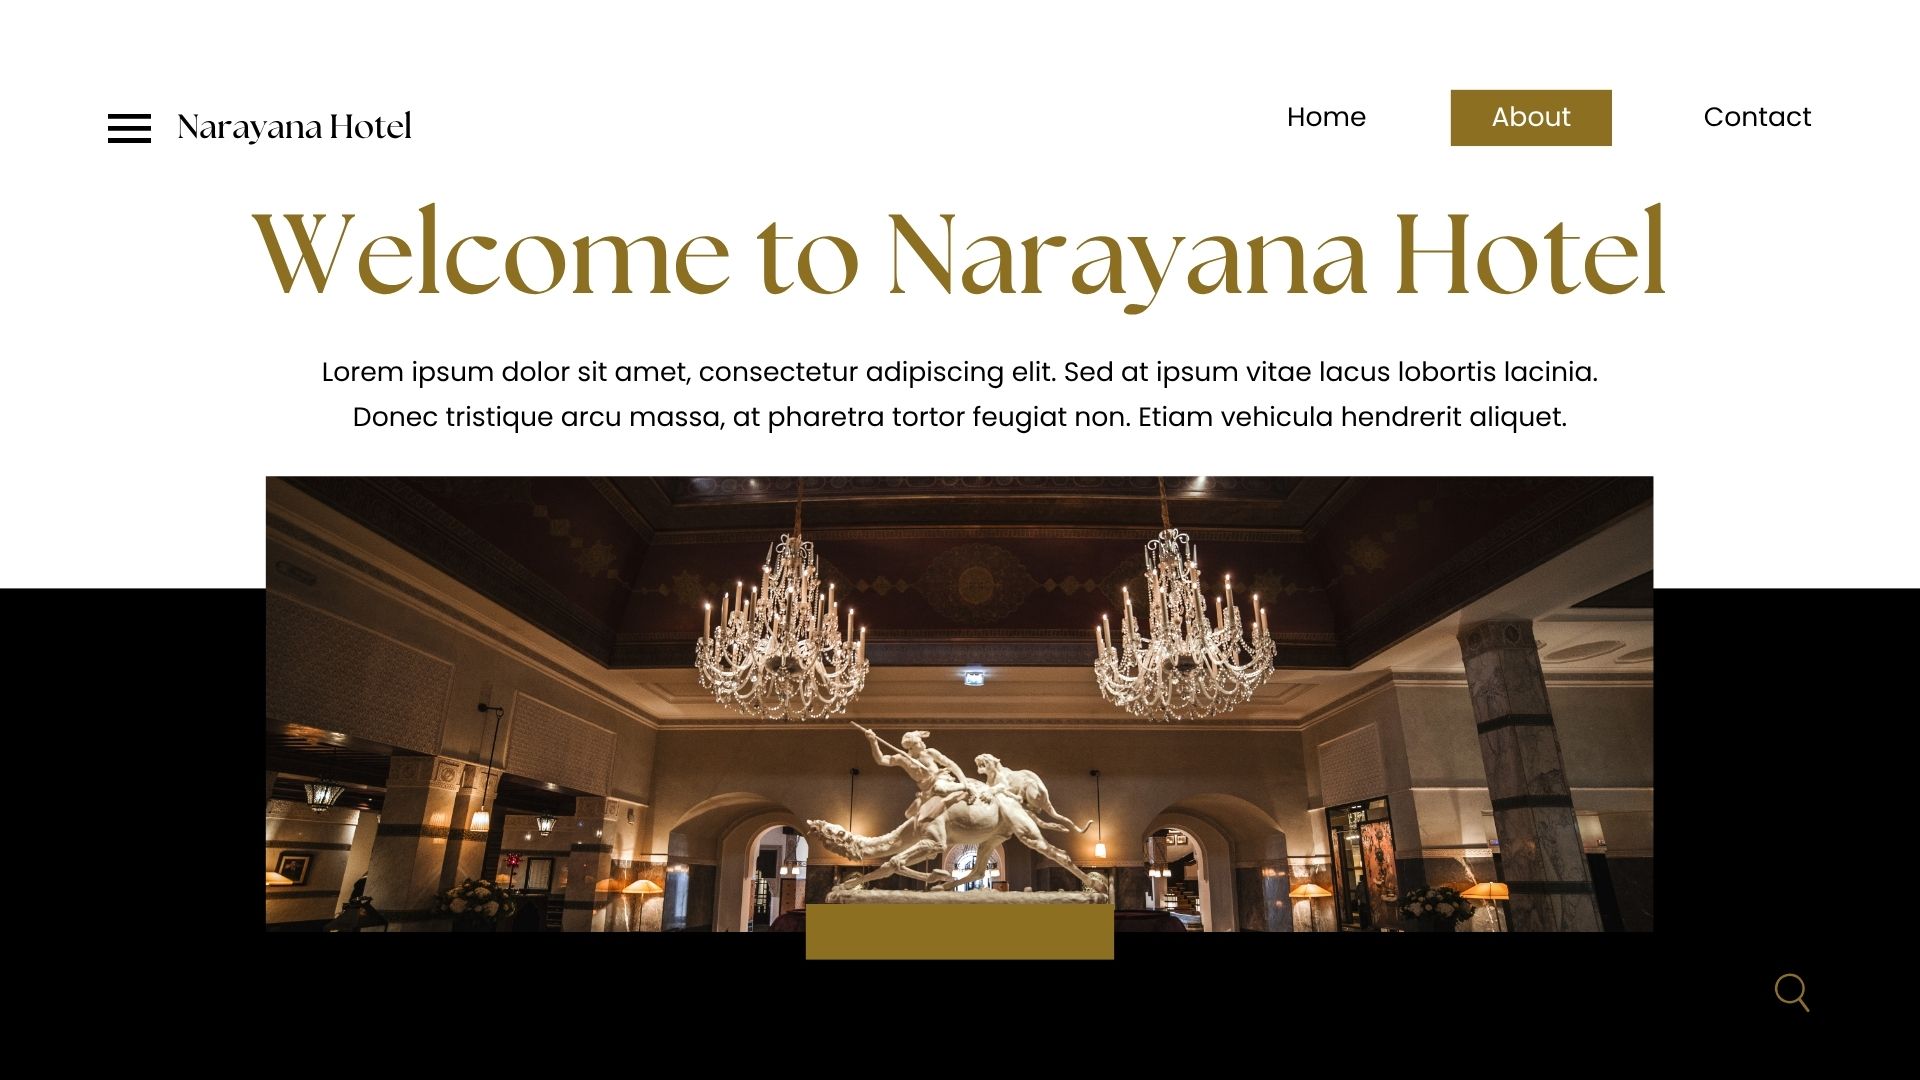 Narayana Hotel
Home
About
Contact
Welcome to Narayana Hotel
Lorem ipsum dolor sit amet, consectetur adipiscing elit. Sed at ipsum vitae lacus lobortis lacinia.
Donec tristique arcu massa, at pharetra tortor feugiat non. Etiam vehicula hendrerit aliquet.